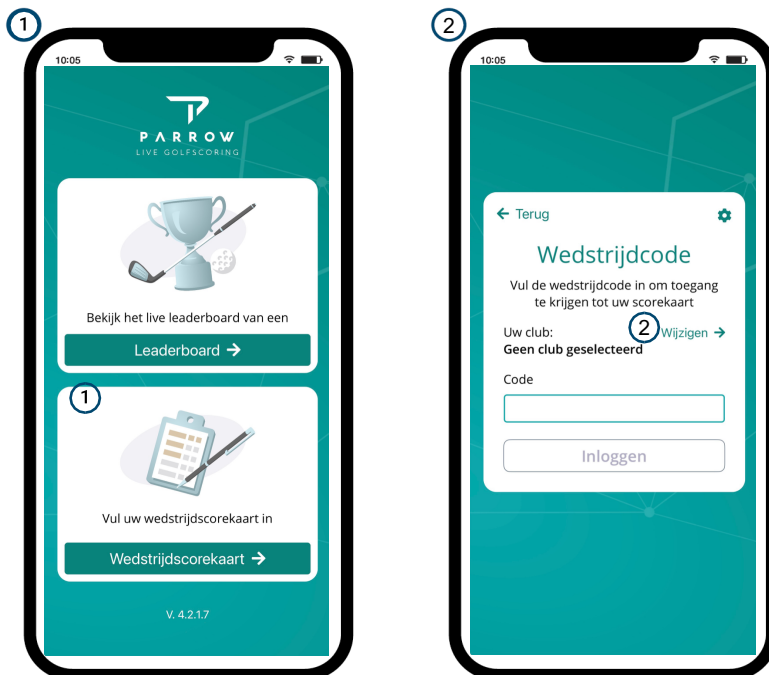 1
10:05
PARROW
LIVE GOLFSCORING
Bekijk het live leaderboard van een
Leaderboard →
1
Vul uw wedstrijdscorekaart in
Wedstrijdscorekaart →
V. 4.2.1.7
2
10:05
← Terug
Wedstrijdcode
Vul de wedstrijdcode in om toegang
te krijgen tot uw scorekaart
Uw club:
2 Wijzigen →
Geen club geselecteerd
Code
Inloggen